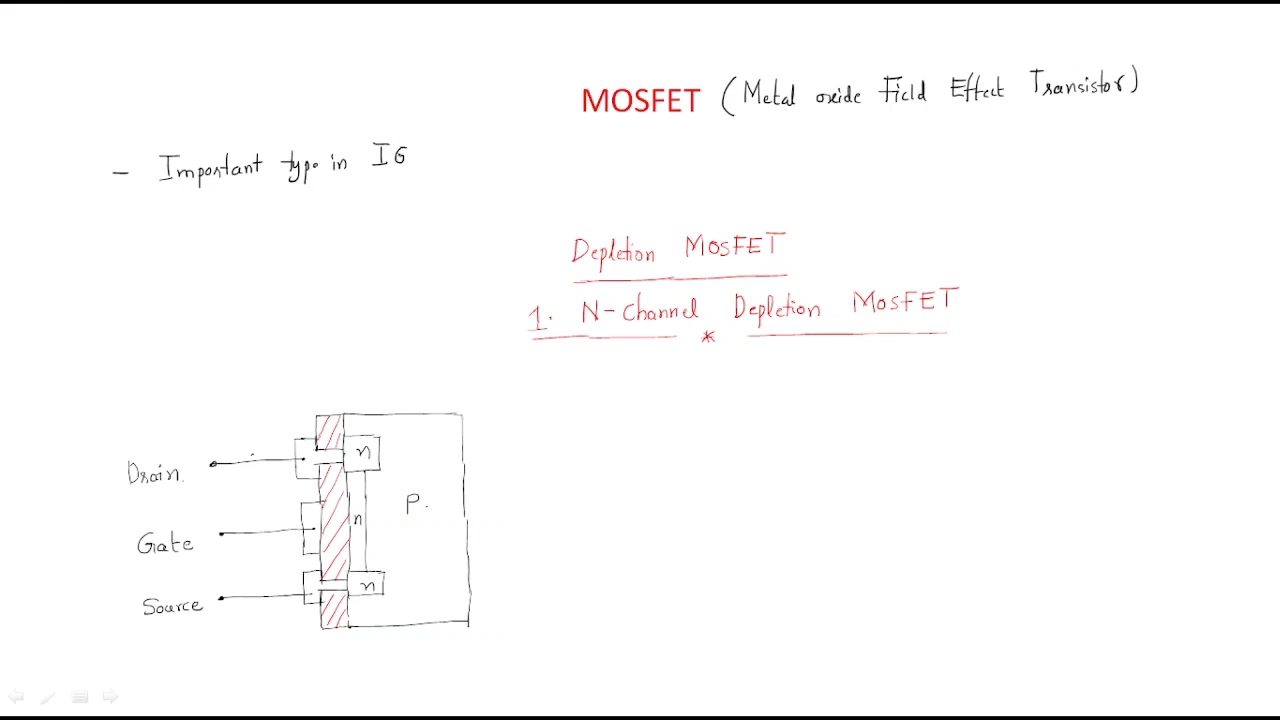 MOSFET (Metal oxide Field Effect Transistor)
- Important type in IG
Depletion MOSFET
1. N-Channel Depletion MOSFET
*
Drain.
n
P.
n
Gate
n
Source